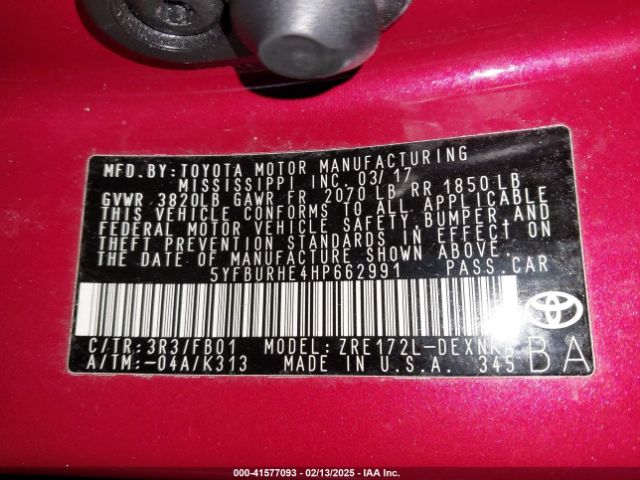 MFD.BY:TOYOTA MOTOR MANUFACTURING
MISSISSIPPI INC. 03/17
GVWR 3820LB GAWR FR 2070 LB RR 1850 LB
THIS VEHICLE CONFORMS TO ALL APPLICABLE
FEDERAL MOTOR VEHICLE SAFETY,BUMPER,AND
THEFT PREVENTION STANDARDS IN EFFECT ON
THE DATE OF MANUFACTURE SHOWN ABOVE.
5YFBURHE4HP662991 PASS.CAR
C/TR:3R3/FB01 MODEL:
A/TM:-04A/K313 MADE IN U.S.A. 345
BA
000-41577093 - 02/13/2025 - IAA Inc.